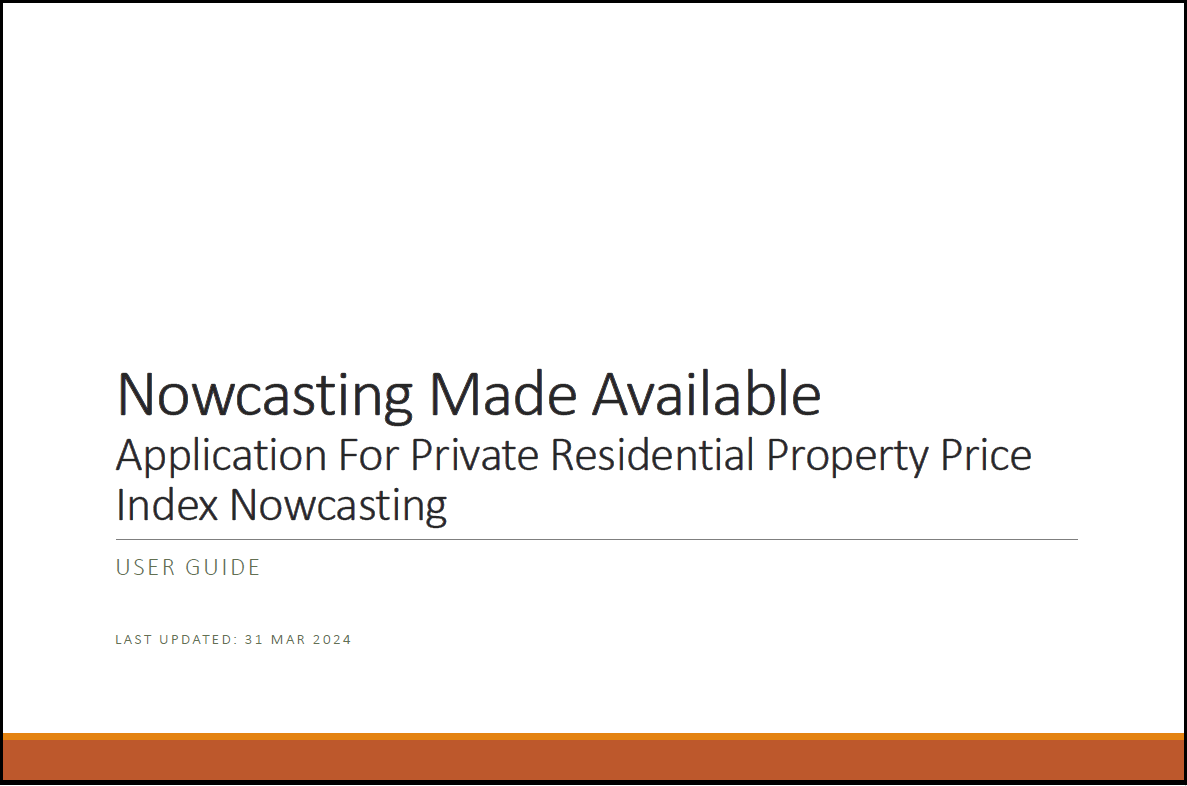 Nowcasting Made Available
Application For Private Residential Property Price
Index Nowcasting
USER GUIDE
LAST UPDATED: 31 MAR 2024